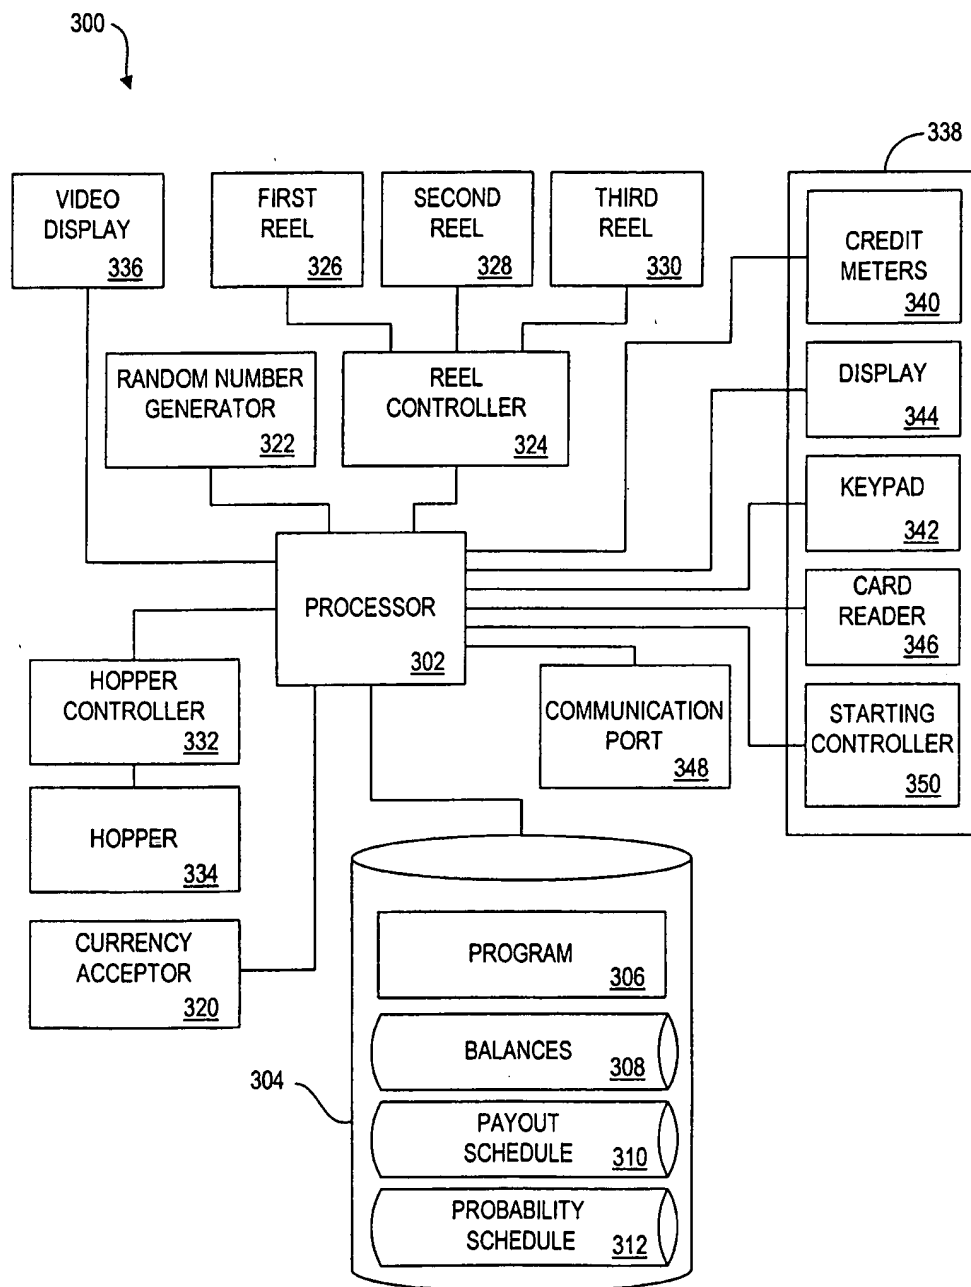 300
338
VIDEO
DISPLAY
336
FIRST
REEL
326
SECOND
REEL
328
THIRD
REEL
330
CREDIT
METERS
340
RANDOM NUMBER
GENERATOR
322
REEL
CONTROLLER
324
DISPLAY
344
KEYPAD
342
PROCESSOR
302
CARD
READER
346
HOPPER
CONTROLLER
332
COMMUNICATION
PORT
348
STARTING
CONTROLLER
350
HOPPER
334
CURRENCY
ACCEPTOR
320
PROGRAM
306
BALANCES
308
304
PAYOUT
SCHEDULE
310
PROBABILITY
SCHEDULE
312